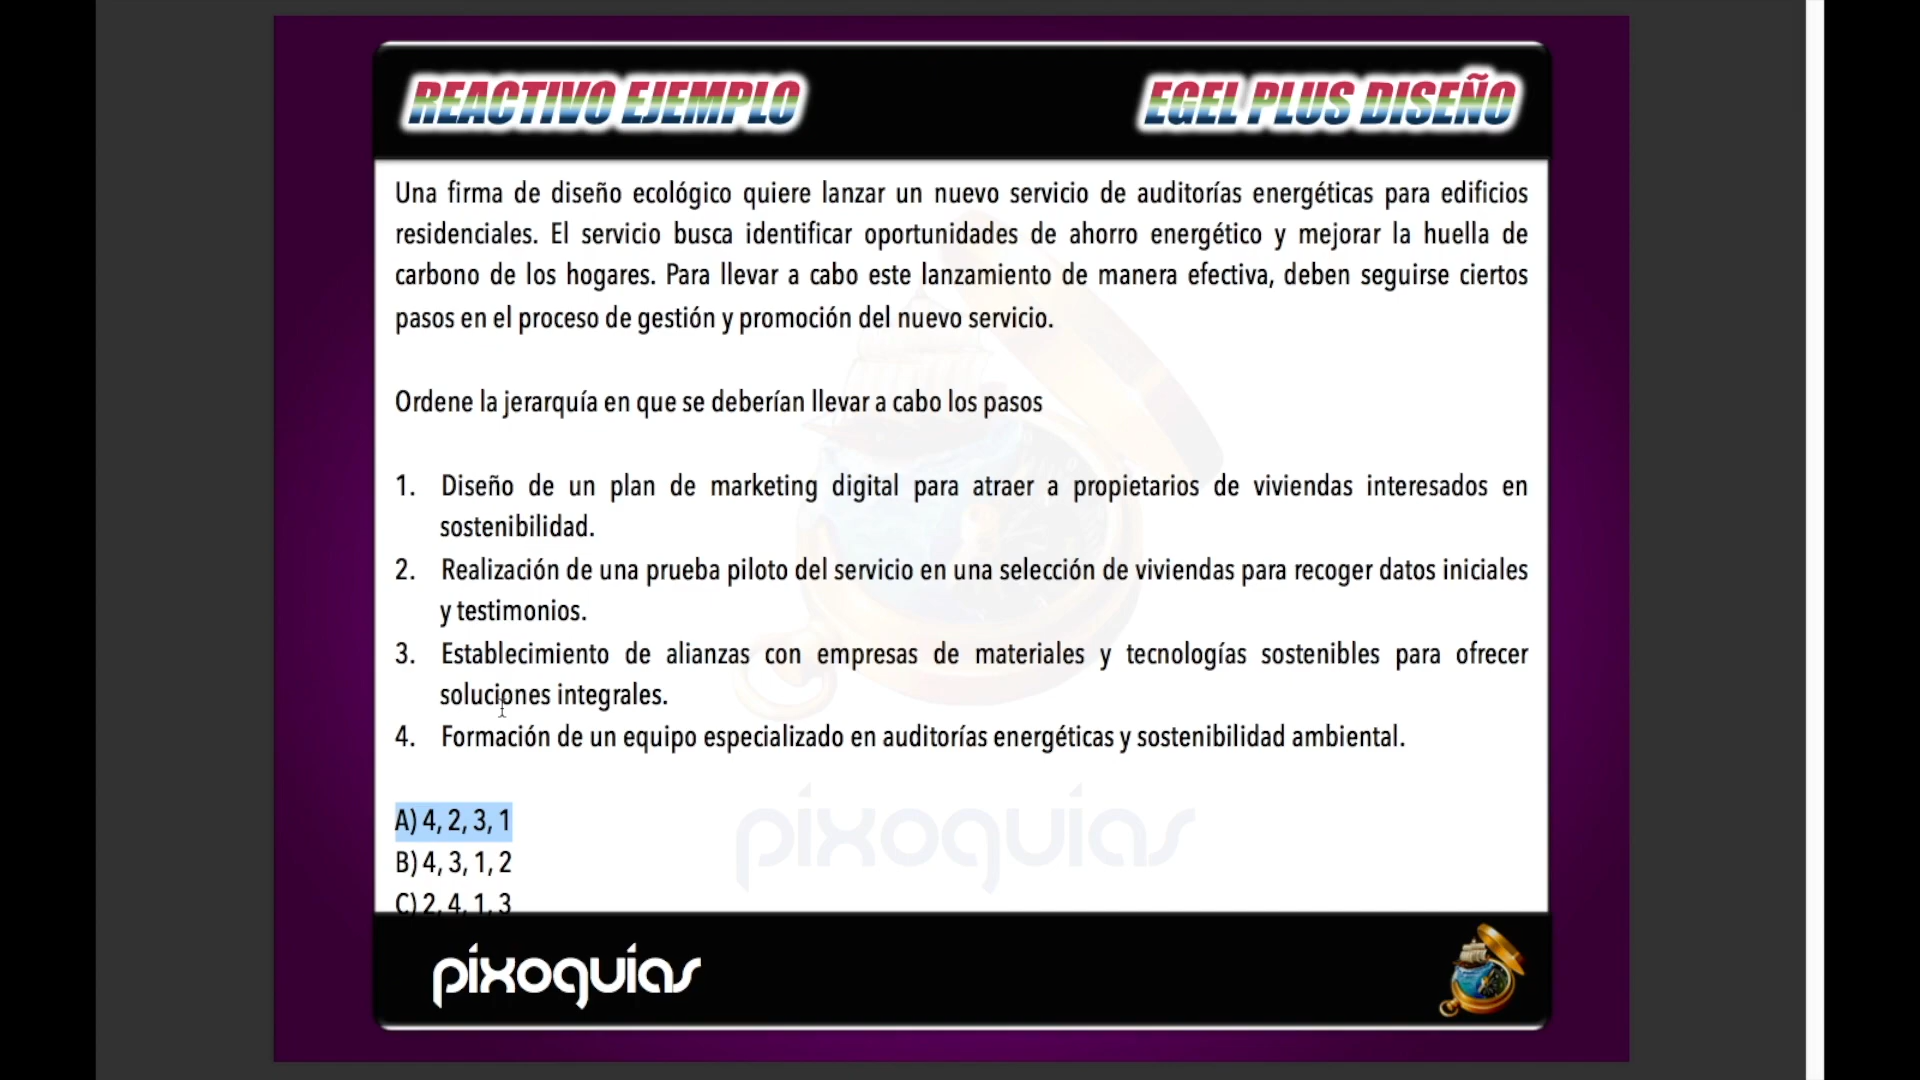 REACTIVO EJEMPLO
EGEL PLUS DISEÑO
Una firma de diseño ecológico quiere lanzar un nuevo servicio de auditorías energéticas para edificios
residenciales. El servicio busca identificar oportunidades de ahorro energético y mejorar la huella de
carbono de los hogares. Para llevar a cabo este lanzamiento de manera efectiva, deben seguirse ciertos
pasos en el proceso de gestión y promoción del nuevo servicio.
Ordene la jerarquía en que se deberían llevar a cabo los pasos
1. Diseño de un plan de marketing digital para atraer a propietarios de viviendas interesados en
sostenibilidad.
2. Realización de una prueba piloto del servicio en una selección de viviendas para recoger datos iniciales
y testimonios.
3. Establecimiento de alianzas con empresas de materiales y tecnologías sostenibles para ofrecer
soluciones integrales.
4. Formación de un equipo especializado en auditorías energéticas y sostenibilidad ambiental.
A) 4, 2, 3, 1
B) 4, 3, 1, 2
C) 2, 4, 1, 3
pixoguías
pixoguías